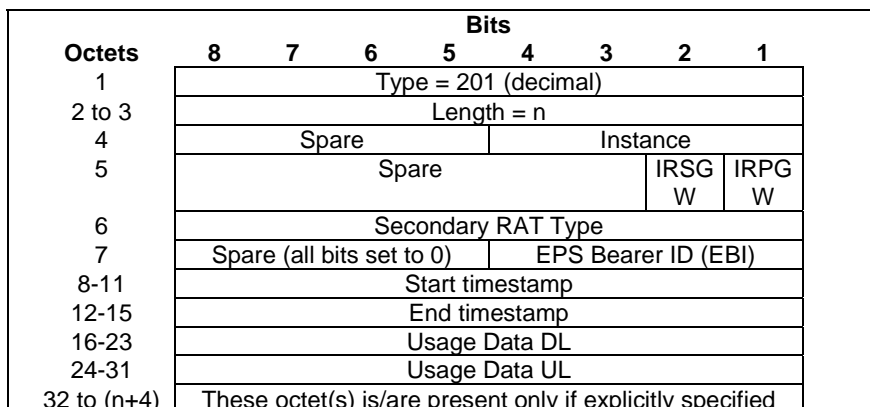 Bits
Octets 8 7 6 5 4 3 2 1
1 Type = 201 (decimal)
2 to 3 Length = n
4 Spare Instance
5 Spare IRSG IRPG
W W
6 Secondary RAT Type
7 Spare (all bits set to 0) EPS Bearer ID (EBI)
8-11 Start timestamp
12-15 End timestamp
16-23 Usage Data DL
24-31 Usage Data UL
32 to (n+4) These octet(s) is/are present only if explicitly specified